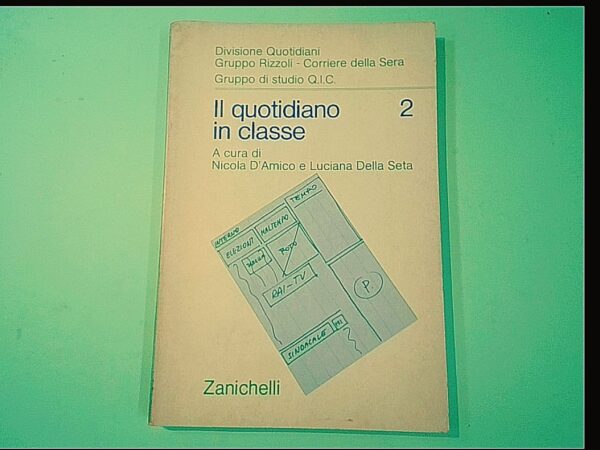 Divisione Quotidiani
Gruppo Rizzoli - Corriere della Sera
Gruppo di studio Q.I.C.
Il quotidiano 2
in classe
A cura di
Nicola D'Amico e Luciana Della Seta
INTERNO
TEMPO
ELEZIONI
MALTEMPO
FOTO
RAI-TV
P.
SINDACALE
Zanichelli